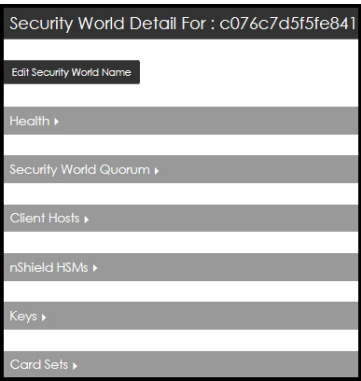 Security World Detail For : c076c7d5f5fe841
Edit Security World Name
Health
Security World Quorum
Client Hosts
nShield HSMs
Keys
Card Sets